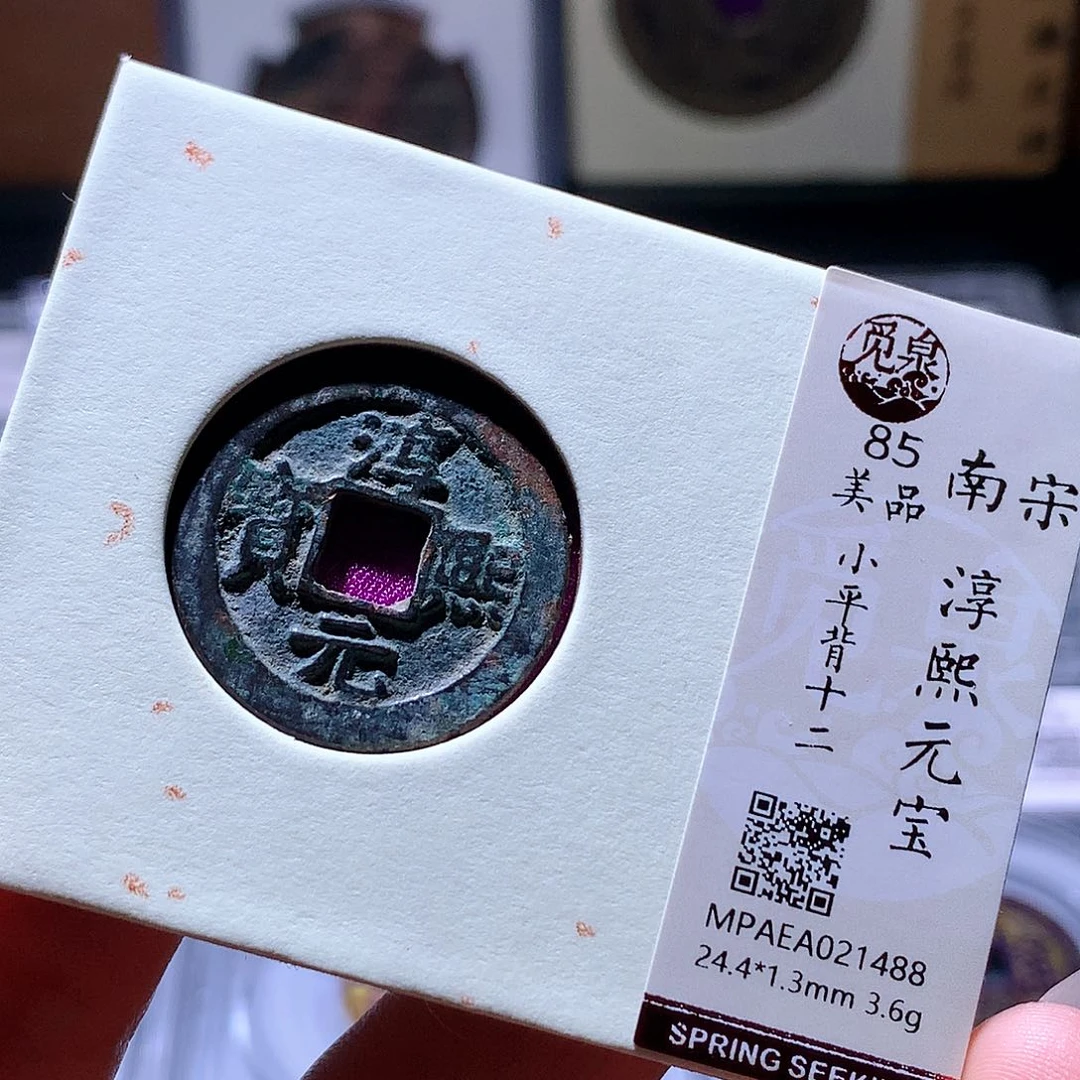 淳熙元寶
觅泉
85
美品
小平背十二
南宋
淳熙元宝
MPAEA021488
24.4*1.3mm 3.6g
SPRING SEEK